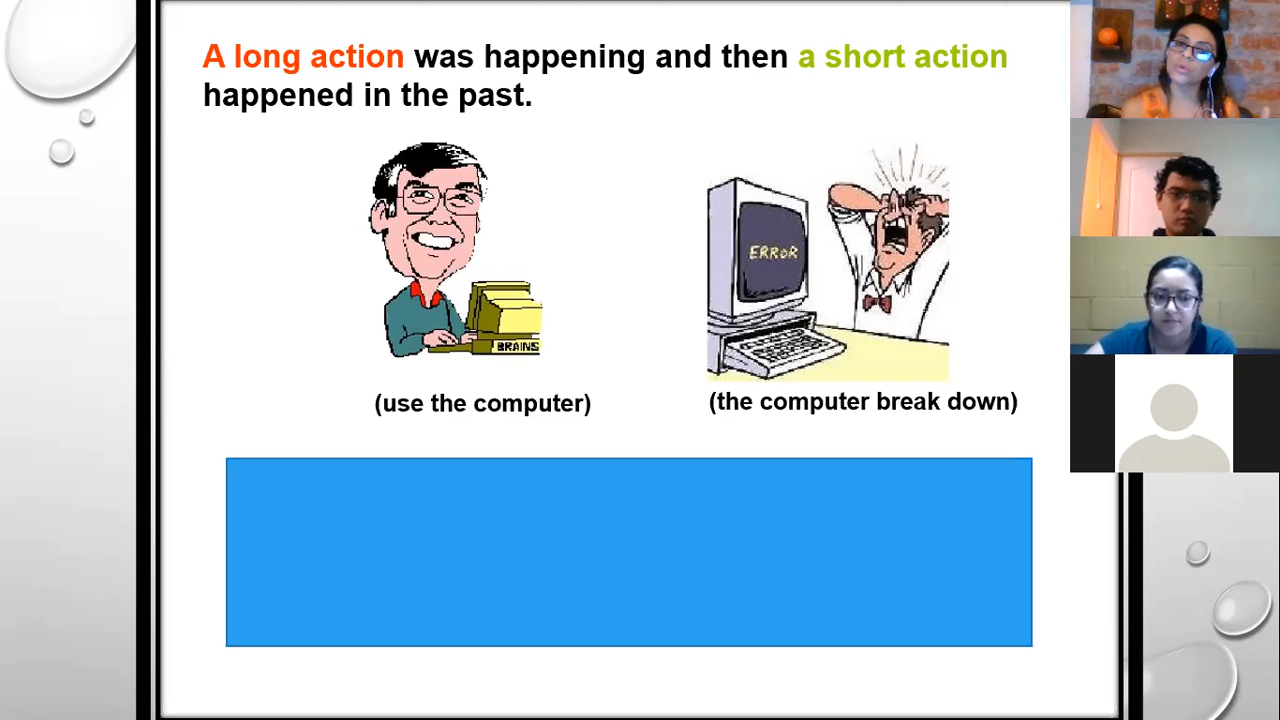 A long action was happening and then a short action
happened in the past.
BRAINS
ERROR
(use the computer)
(the computer break down)